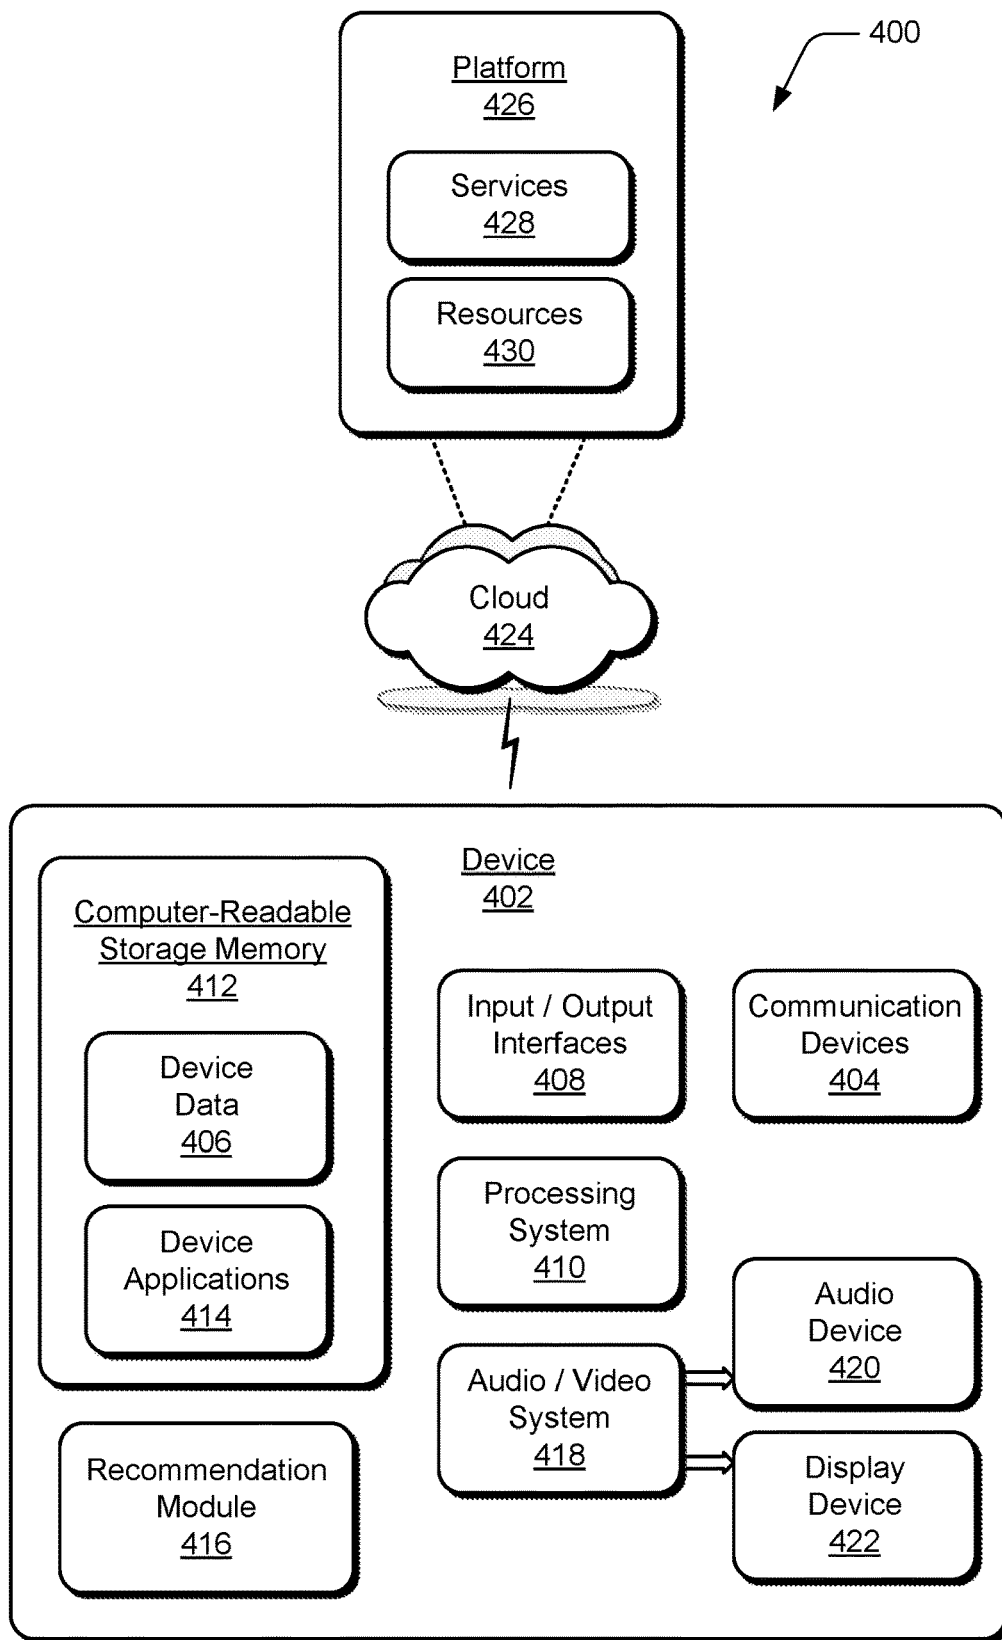 400
Platform
426
Services
428
Resources
430
Cloud
424
Device
402
Computer-Readable
Storage Memory
412
Device
Data
406
Device
Applications
414
Recommendation
Module
416
Input / Output
Interfaces
408
Processing
System
410
Audio / Video
System
418
Communication
Devices
404
Audio
Device
420
Display
Device
422